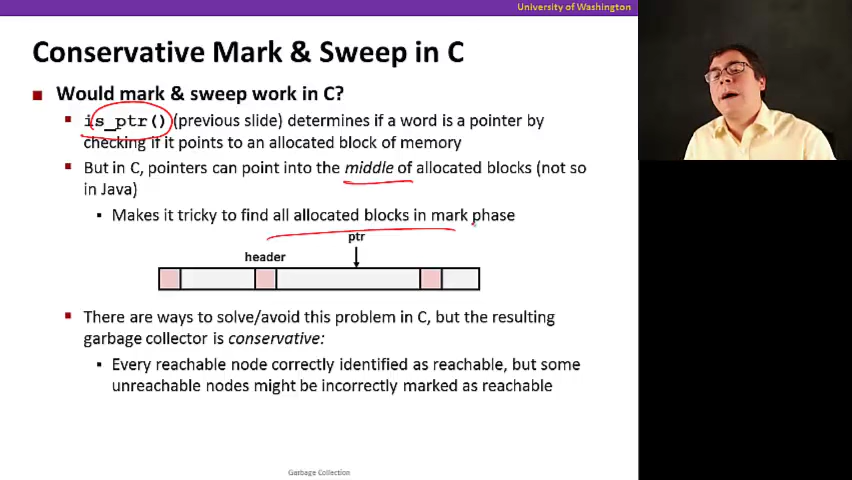 University of Washington
Conservative Mark & Sweep in C
Would mark & sweep work in C?
is_ptr() (previous slide) determines if a word is a pointer by
checking if it points to an allocated block of memory
But in C, pointers can point into the middle of allocated blocks (not so
in Java)
Makes it tricky to find all allocated blocks in mark phase
ptr
header
There are ways to solve/avoid this problem in C, but the resulting
garbage collector is conservative:
Every reachable node correctly identified as reachable, but some
unreachable nodes might be incorrectly marked as reachable
Garbage Collection